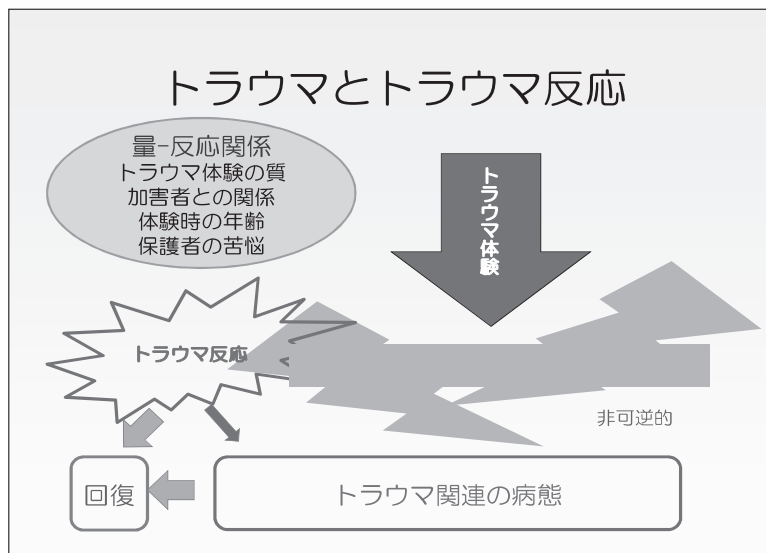 トラウマとトラウマ反応
量-反応関係
トラウマ体験の質
加害者との関係
体験時の年齢
保護者の苦悩
トラウマ体験
トラウマ反応
非可逆的
回復
トラウマ関連の病態